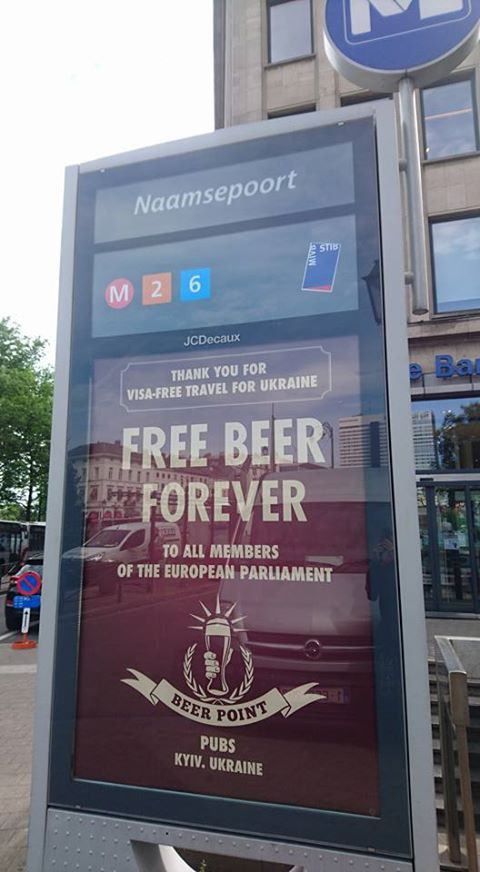 M
Naamsepoort
M 2 6
MIVB STIB
JCDecaux
THANK YOU FOR
VISA-FREE TRAVEL FOR UKRAINE
FREE BEER
FOREVER
TO ALL MEMBERS
OF THE EUROPEAN PARLIAMENT
BEER POINT
PUBS
KYIV. UKRAINE